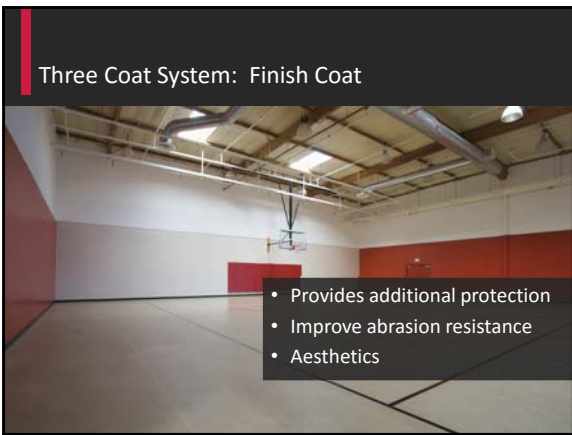 Three Coat System:  Finish Coat
• Provides additional protection
• Improve abrasion resistance
• Aesthetics